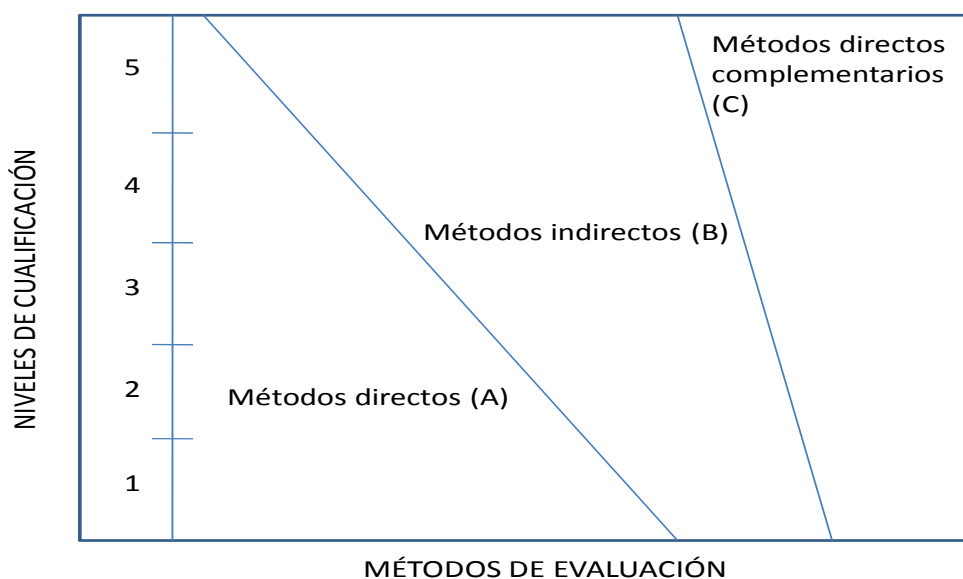 NIVELES DE CUALIFICACIÓN
5
4
3
2
1
Métodos directos
complementarios
(C)
Métodos indirectos (B)
Métodos directos (A)
MÉTODOS DE EVALUACIÓN